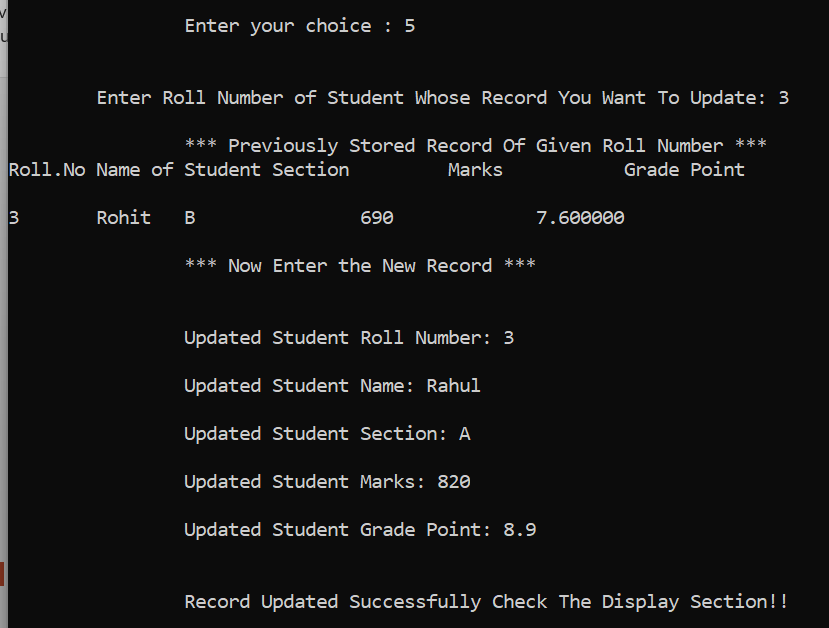 Enter your choice : 5
Enter Roll Number of Student Whose Record You Want To Update: 3
*** Previously Stored Record Of Given Roll Number ***
Roll.No Name of Student Section Marks Grade Point
3 Rohit B 690 7.600000
*** Now Enter the New Record ***
Updated Student Roll Number: 3
Updated Student Name: Rahul
Updated Student Section: A
Updated Student Marks: 820
Updated Student Grade Point: 8.9
Record Updated Successfully Check The Display Section!!